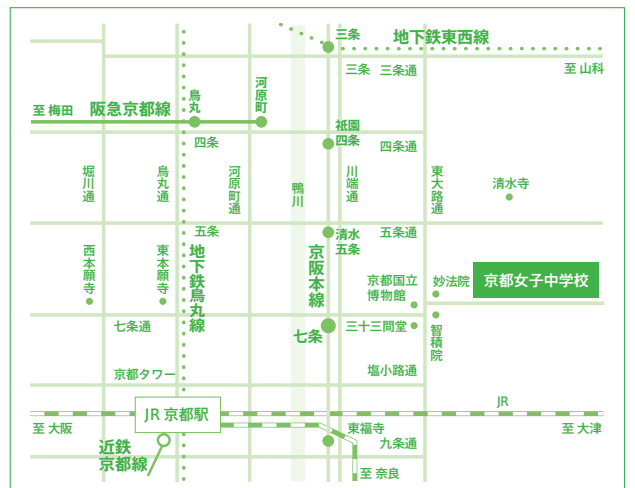 三条
地下鉄東西線
三条
三条通
至 山科
河原町
烏丸
至 梅田
阪急京都線
祇園
四条
四条
四条通
堀川通
烏丸通
河原町通
鴨川
川端通
東大路通
清水寺
五条
清水
五条
五条通
西本願寺
東本願寺
地下鉄烏丸線
京阪本線
京都国立
博物館
妙法院
京都女子中学校
七条通
七条
三十三間堂
智積院
京都タワー
塩小路通
JR 京都駅
JR
至 大阪
東福寺
至 大津
近鉄
京都線
九条通
至 奈良